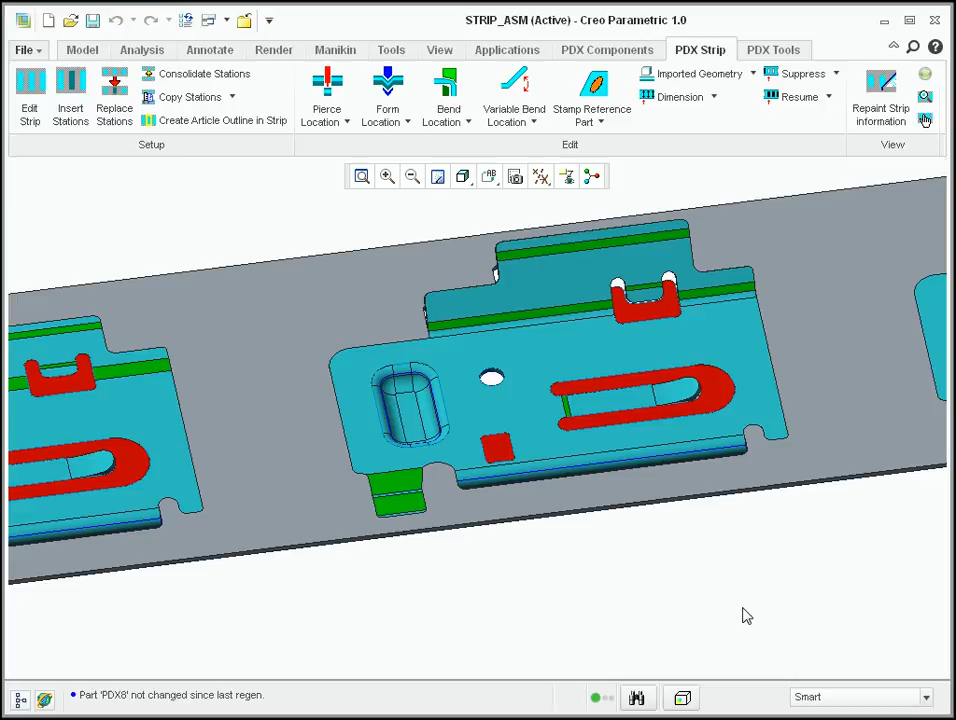 STRIP_ASM (Active) - Creo Parametric 1.0
File Model Analysis Annotate Render Manikin Tools View Applications PDX Components PDX Strip PDX Tools
Edit Strip
Insert Stations
Replace Stations
Consolidate Stations
Copy Stations
Create Article Outline in Strip
Pierce Location
Form Location
Bend Location
Variable Bend Location
Stamp Reference Part
Imported Geometry
Dimension
Suppress
Resume
Repaint Strip information
Setup Edit View
Part 'PDX8' not changed since last regen.
Smart